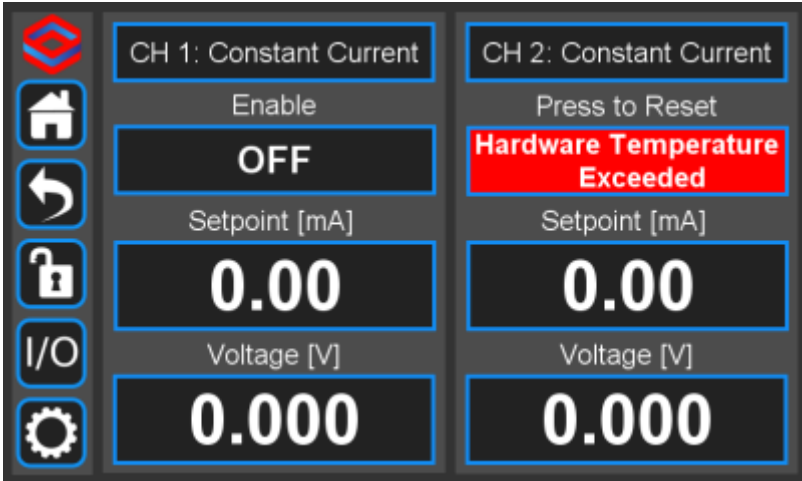 CH 1: Constant Current
Enable
OFF
Setpoint [mA]
0.00
Voltage [V]
0.000
CH 2: Constant Current
Press to Reset
Hardware Temperature
Exceeded
Setpoint [mA]
0.00
Voltage [V]
0.000
I/O